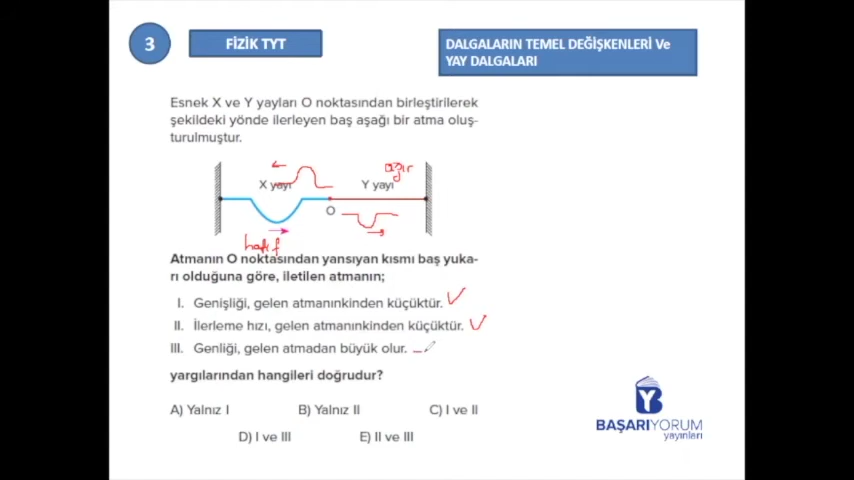 3
FİZİK TYT
DALGALARIN TEMEL DEĞİŞKENLERİ Ve
YAY DALGALARI
Esnek X ve Y yayları O noktasından birleştirilerek
şekildeki yönde ilerleyen baş aşağı bir atma oluş-
turulmuştur.
ağır
X yayı
Y yayı
O
hafif
Atmanın O noktasından yansıyan kısmı baş yuka-
rı olduğuna göre, iletilen atmanın;
I. Genişliği, gelen atmanınkinden küçüktür.
II. İlerleme hızı, gelen atmanınkinden küçüktür.
III. Genliği, gelen atmadan büyük olur.
yargılarından hangileri doğrudur?
A) Yalnız I
B) Yalnız II
C) I ve II
D) I ve III
E) II ve III
BAŞARIYORUM
yayınları